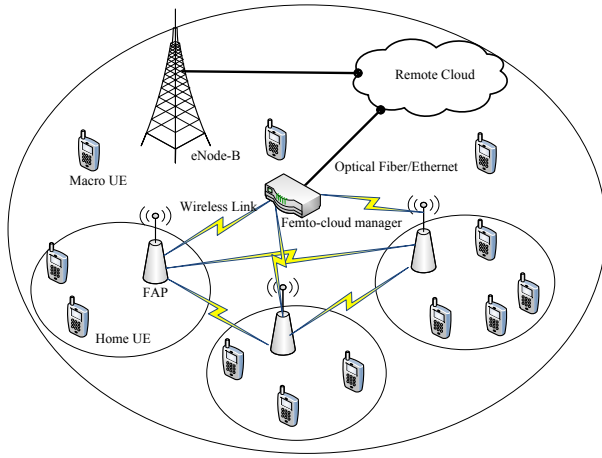 Remote Cloud
eNode-B
Optical Fiber/Ethernet
Macro UE
Wireless Link
Femto-cloud manager
FAP
Home UE